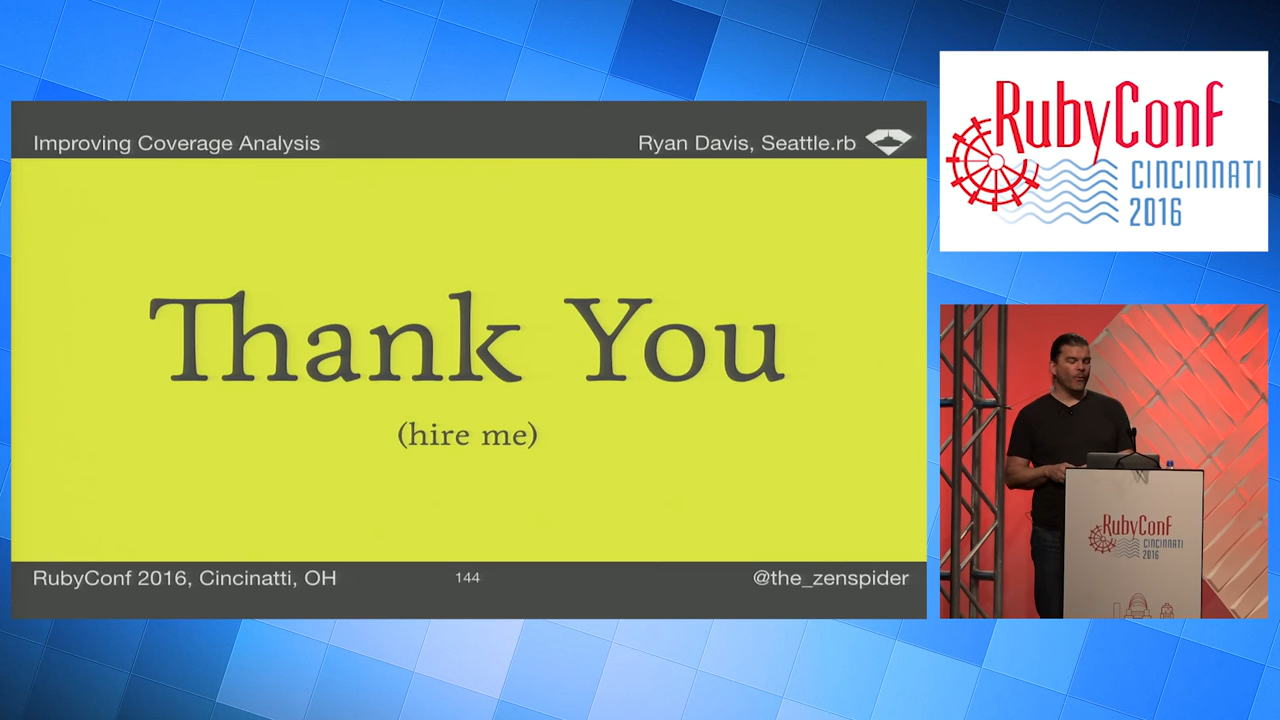 Improving Coverage Analysis
Ryan Davis, Seattle.rb
Thank You
(hire me)
RubyConf 2016, Cincinatti, OH
144
@the_zenspider
RubyConf
CINCINNATI
2016
RubyConf
CINCINNATI
2016